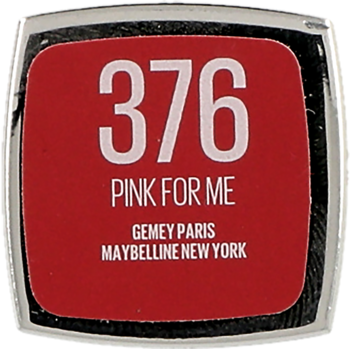 376
PINK FOR ME
GEMEY PARIS
MAYBELLINE NEW YORK